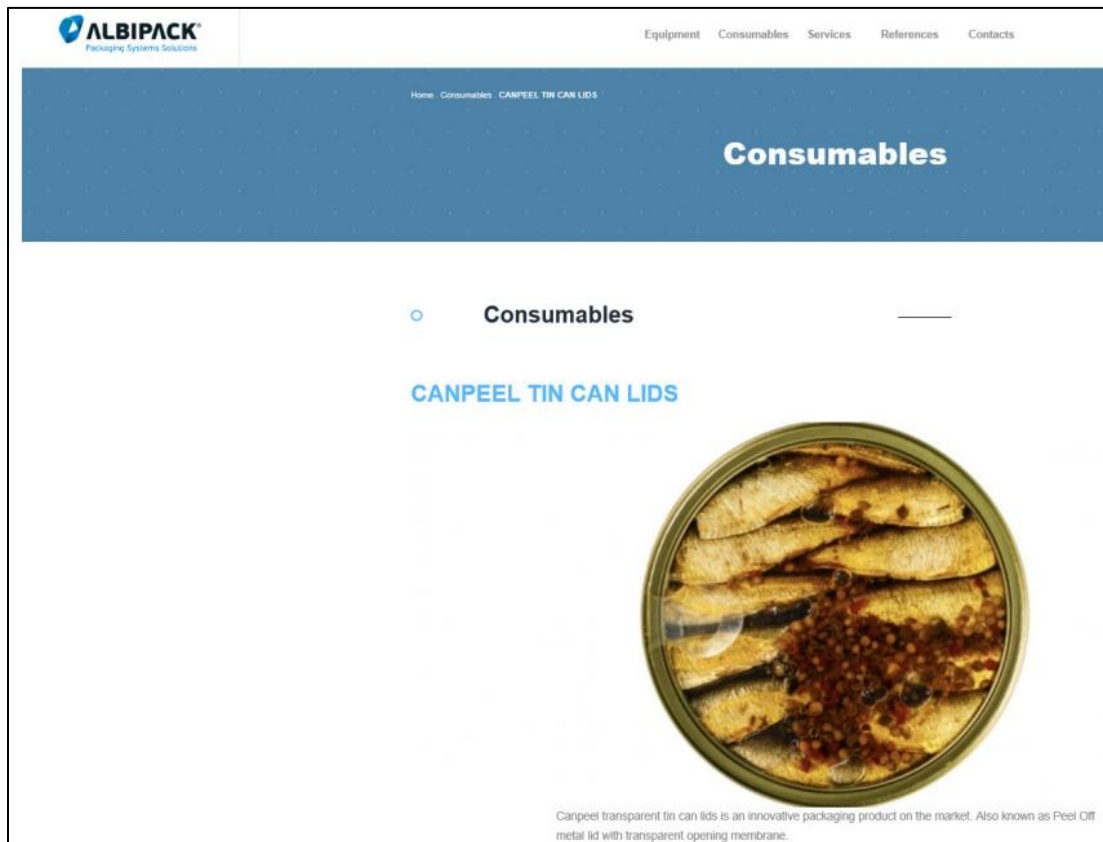 ALBIPACK®
Packaging Systems Solutions
Equipment Consumables Services References Contacts
Home . Consumables . CANPEEL TIN CAN LIDS
Consumables
Consumables
CANPEEL TIN CAN LIDS
Canpeel transparent tin can lids is an innovative packaging product on the market. Also known as Peel Off
metal lid with transparent opening membrane.